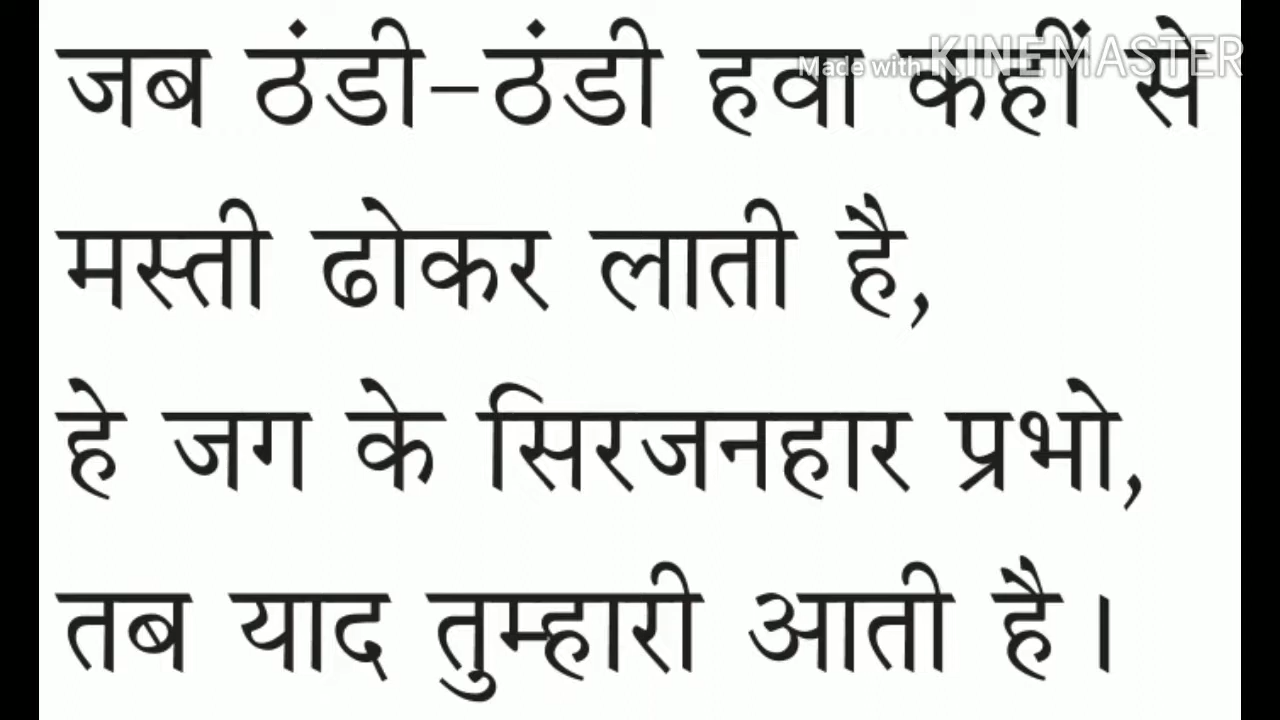 जब ठंडी-ठंडी हवा कहीं से
Made with KINEMASTER
मस्ती ढोकर लाती है,
हे जग के सिरजनहार प्रभो,
तब याद तुम्हारी आती है।